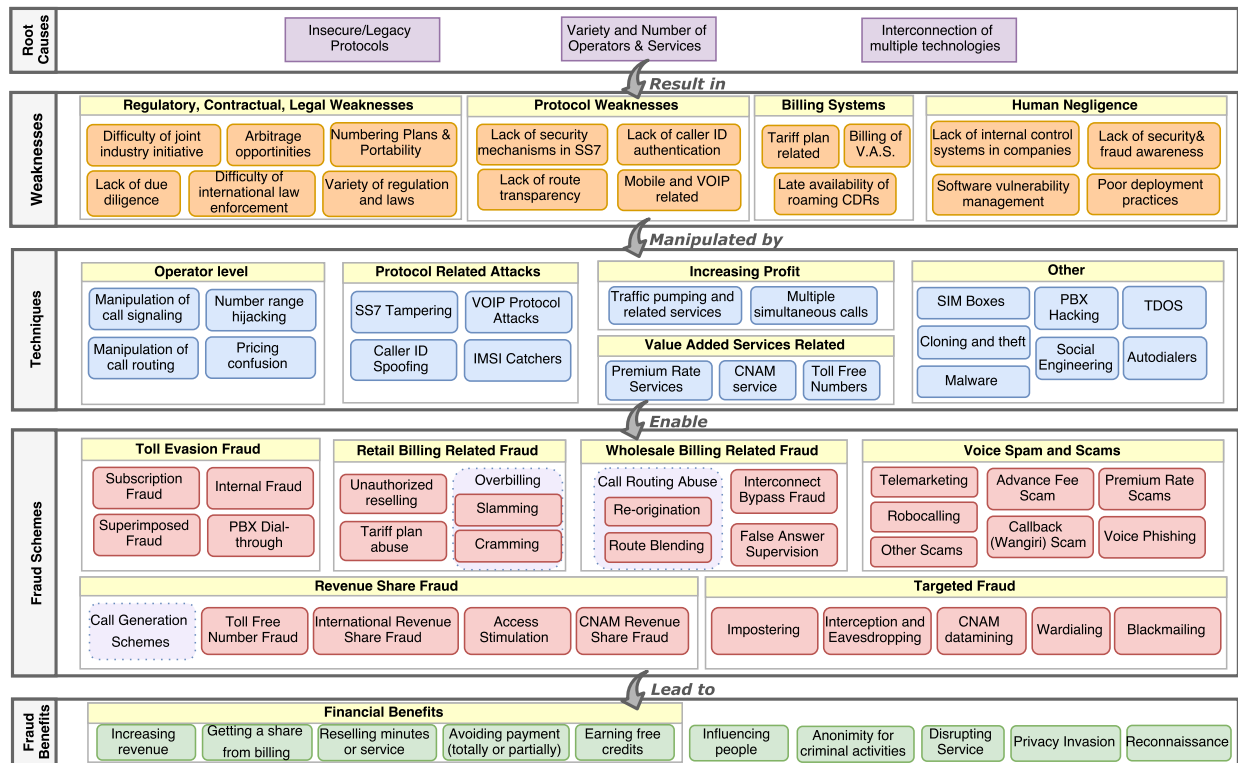 Root
Causes
Insecure/Legacy
Protocols
Variety and Number of
Operators & Services
Interconnection of
multiple technologies
Result in
Weaknesses
Regulatory, Contractual, Legal Weaknesses
Difficulty of joint
industry initiative
Arbitrage
opportinities
Numbering Plans &
Portability
Lack of due
diligence
Difficulty of
international law
enforcement
Variety of regulation
and laws
Protocol Weaknesses
Lack of security
mechanisms in SS7
Lack of caller ID
authentication
Lack of route
transparency
Mobile and VOIP
related
Billing Systems
Tariff plan
related
Billing of
V.A.S.
Late availability of
roaming CDRs
Human Negligence
Lack of internal control
systems in companies
Lack of security&
fraud awareness
Software vulnerability
management
Poor deployment
practices
Manipulated by
Techniques
Operator level
Manipulation of
call signaling
Number range
hijacking
Manipulation of
call routing
Pricing
confusion
Protocol Related Attacks
SS7 Tampering
VOIP Protocol
Attacks
Caller ID
Spoofing
IMSI Catchers
Increasing Profit
Traffic pumping and
related services
Multiple
simultaneous calls
Value Added Services Related
Premium Rate
Services
CNAM
service
Toll Free
Numbers
Other
SIM Boxes
PBX
Hacking
TDOS
Cloning and theft
Social
Engineering
Autodialers
Malware
Enable
Fraud Schemes
Toll Evasion Fraud
Subscription
Fraud
Internal Fraud
Superimposed
Fraud
PBX Dial-
through
Retail Billing Related Fraud
Unauthorized
reselling
Tariff plan
abuse
Overbilling
Slamming
Cramming
Wholesale Billing Related Fraud
Call Routing Abuse
Re-origination
Route Blending
Interconnect
Bypass Fraud
False Answer
Supervision
Voice Spam and Scams
Telemarketing
Advance Fee
Scam
Premium Rate
Scams
Robocalling
Callback
(Wangiri) Scam
Voice Phishing
Other Scams
Revenue Share Fraud
Call Generation
Schemes
Toll Free
Number Fraud
International Revenue
Share Fraud
Access
Stimulation
CNAM Revenue
Share Fraud
Targeted Fraud
Impostering
Interception and
Eavesdropping
CNAM
datamining
Wardialing
Blackmailing
Lead to
Fraud
Benefits
Financial Benefits
Increasing
revenue
Getting a share
from billing
Reselling minutes
or service
Avoiding payment
(totally or partially)
Earning free
credits
Influencing
people
Anonimity for
criminal activities
Disrupting
Service
Privacy Invasion
Reconnaissance